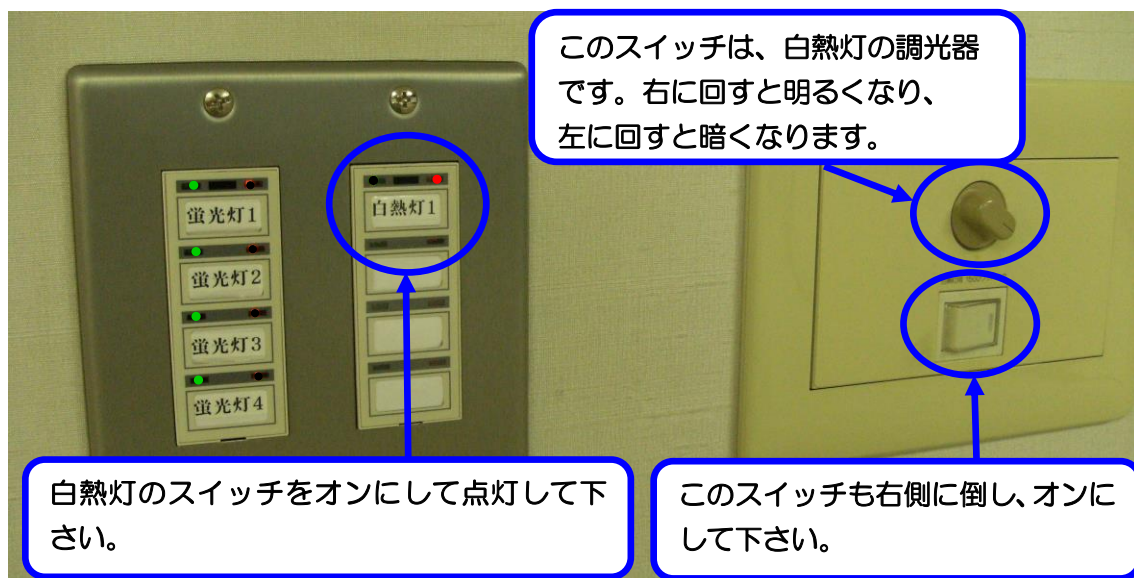 このスイッチは、白熱灯の調光器
です。右に回すと明るくなり、
左に回すと暗くなります。
蛍光灯1
蛍光灯2
蛍光灯3
蛍光灯4
白熱灯1
白熱灯のスイッチをオンにして点灯して下
さい。
このスイッチも右側に倒し、オンに
して下さい。